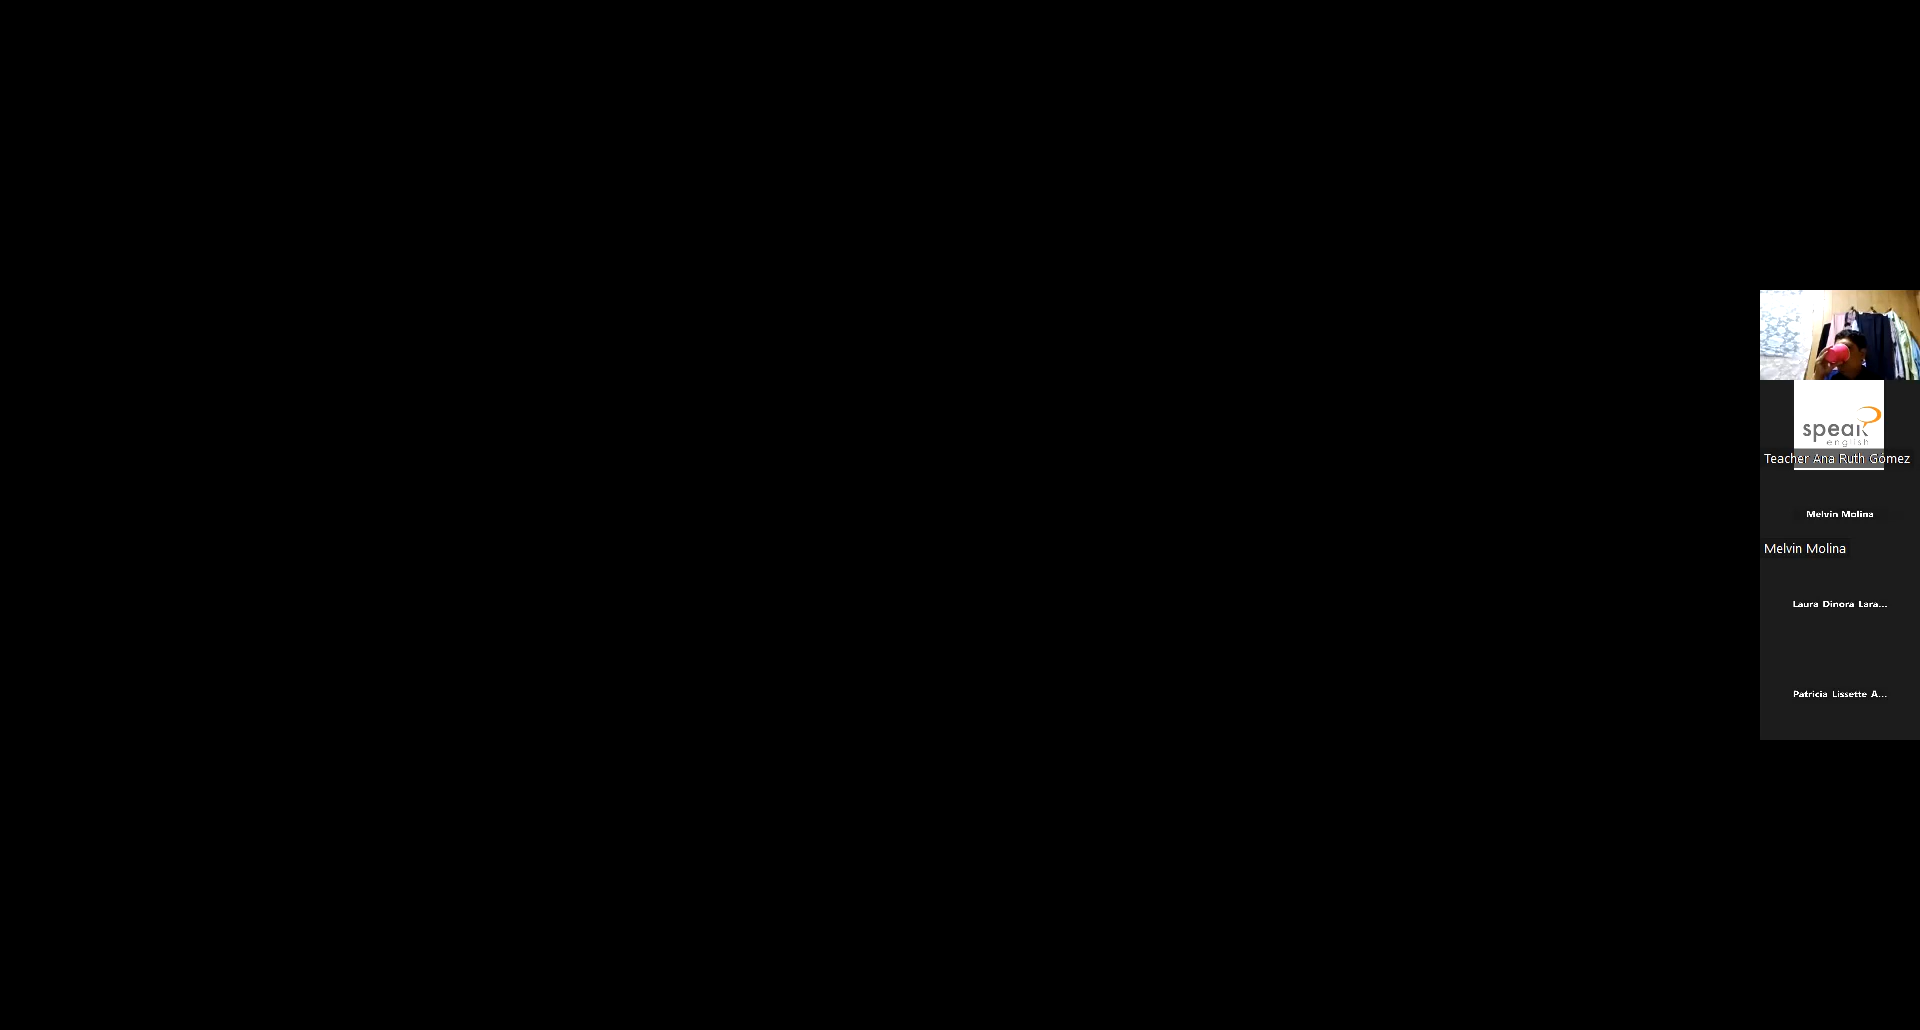 speak
english
Teacher Ana Ruth Gómez
Melvin Molina
Melvin Molina
Laura Dinora Lara...
Patricia Lissette A...